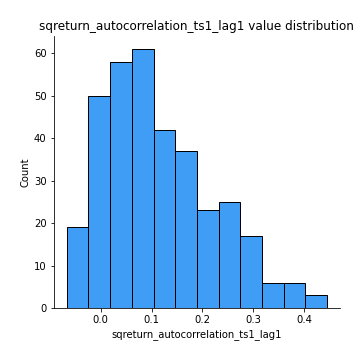 sqreturn_autocorrelation_ts1_lag1 value distribution
60
50
40
30
20
10
0
Count
0.0 0.1 0.2 0.3 0.4
sqreturn_autocorrelation_ts1_lag1